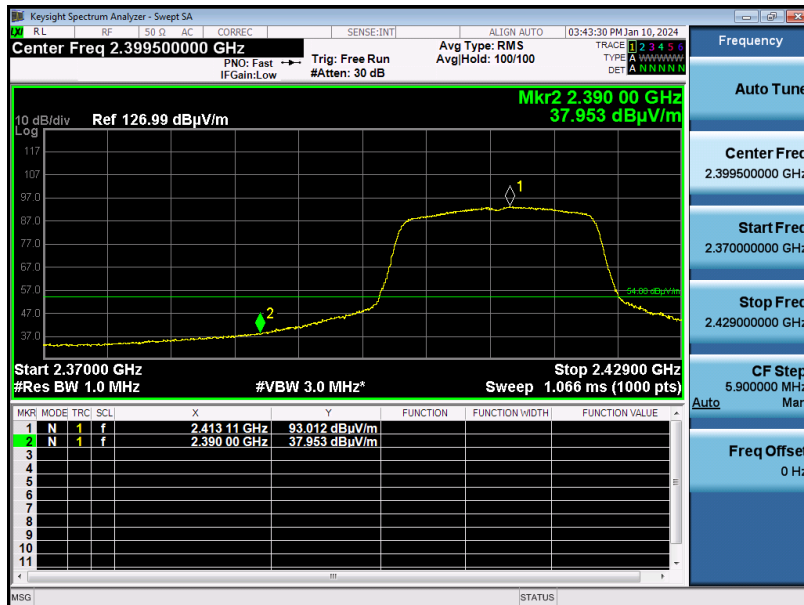 Keysight Spectrum Analyzer - Swept SA
LXI RL RF 50 Ω AC CORREC SENSE:INT ALIGN AUTO 03:43:30 PM Jan 10, 2024
Center Freq 2.399500000 GHz
PNO: Fast
IFGain:Low
Trig: Free Run
#Atten: 30 dB
Avg Type: RMS
Avg|Hold: 100/100
TRACE 1 2 3 4 5 6
TYPE A W W W W W
DET A N N N N N
Mkr2 2.390 00 GHz
37.953 dBµV/m
10 dB/div Ref 126.99 dBµV/m
Log
117
107
97.0
87.0
77.0
67.0
57.0
47.0
37.0
1
2
54.00 dBµV/m
Start 2.37000 GHz Stop 2.42900 GHz
#Res BW 1.0 MHz #VBW 3.0 MHz* Sweep 1.066 ms (1000 pts)
MKR MODE TRC SCL X Y FUNCTION FUNCTION WIDTH FUNCTION VALUE
1 N 1 f 2.413 11 GHz 93.012 dBµV/m
2 N 1 f 2.390 00 GHz 37.953 dBµV/m
3
4
5
6
7
8
9
10
11
MSG STATUS
Frequency
Auto Tune
Center Freq
2.399500000 GHz
Start Freq
2.370000000 GHz
Stop Freq
2.429000000 GHz
CF Step
5.900000 MHz
Auto Man
Freq Offset
0 Hz